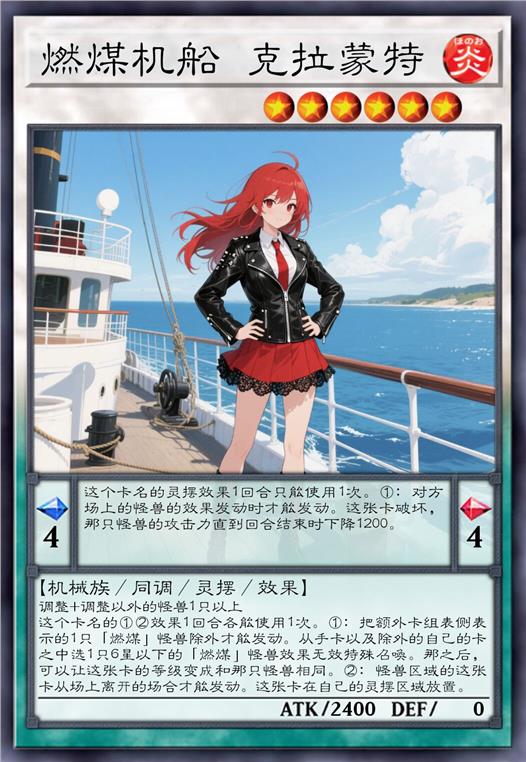 燃煤机船 克拉蒙特
ほのお
炎
这个卡名的灵摆效果1回合只能使用1次。①：对方
场上的怪兽的效果发动时才能发动。这张卡破坏，
那只怪兽的攻击力直到回合结束时下降1200。
4
4
【机械族／同调／灵摆／效果】
调整+调整以外的怪兽1只以上
这个卡名的①②效果1回合各能使用1次。①：把额外卡组表侧表
示的1只「燃煤」怪兽除外才能发动。从手卡以及除外的自己的卡
之中选1只6星以下的「燃煤」怪兽效果无效特殊召唤。那之后，
可以让这张卡的等级变成和那只怪兽相同。②：怪兽区域的这张
卡从场上离开的场合才能发动。这张卡在自己的灵摆区域放置。
ATK/2400 DEF/ 0